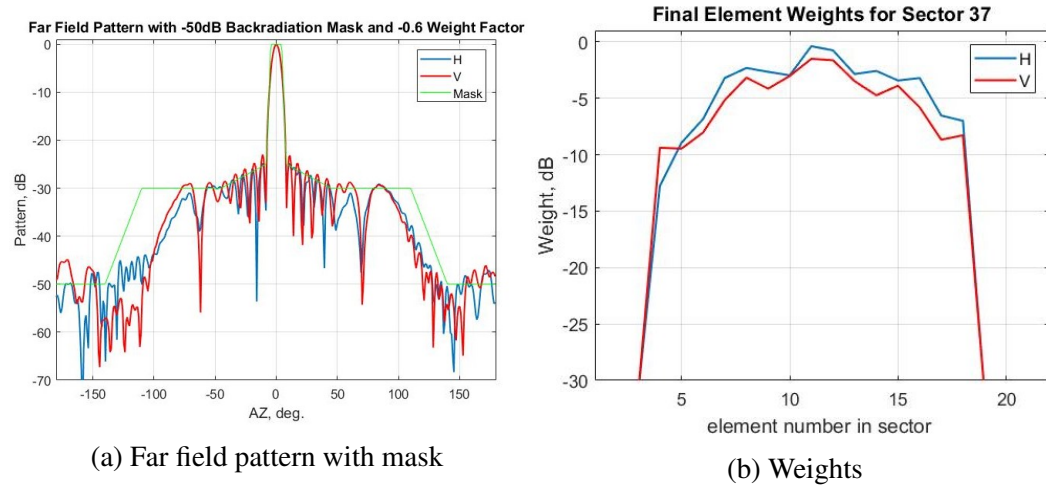 Far Field Pattern with -50dB Backradiation Mask and -0.6 Weight Factor
0
-10
-20
-30
-40
-50
-60
-70
Pattern, dB
H
V
Mask
-150
-100
-50
0
50
100
150
AZ, deg.
(a) Far field pattern with mask
Final Element Weights for Sector 37
0
-5
-10
-15
-20
-25
-30
Weight, dB
H
V
5
10
15
20
element number in sector
(b) Weights